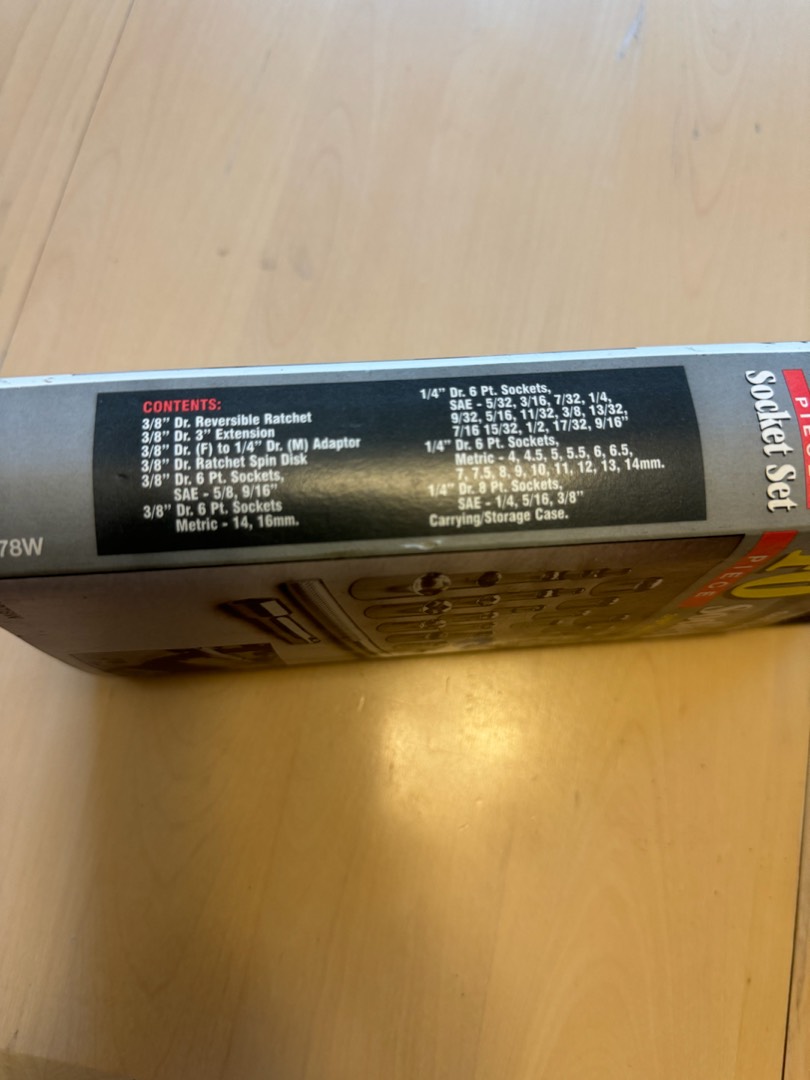 CONTENTS:
3/8" Dr. Reversible Ratchet
3/8" Dr. 3" Extension
3/8" Dr. (F) to 1/4" Dr. (M) Adaptor
3/8" Dr. Ratchet Spin Disk
3/8" Dr. 6 Pt. Sockets,
SAE - 5/8, 9/16"
3/8" Dr. 6 Pt. Sockets
Metric - 14, 16mm.
1/4" Dr. 6 Pt. Sockets,
SAE - 5/32, 3/16, 7/32, 1/4,
9/32, 5/16, 11/32, 3/8, 13/32,
7/16 15/32, 1/2, 17/32, 9/16"
1/4" Dr. 6 Pt. Sockets,
Metric - 4, 4.5, 5, 5.5, 6, 6.5,
7, 7.5, 8, 9, 10, 11, 12, 13, 14mm.
1/4" Dr. 8 Pt. Sockets,
SAE - 1/4, 5/16, 3/8"
Carrying/Storage Case.
78W
PIECE
Socket Set
PIECE